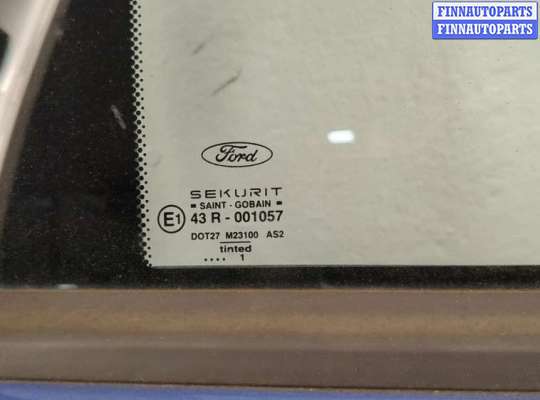 FINNAUTOPARTS
FINNAUTOPARTS
Ford
SEKURIT
SAINT - GOBAIN
E1 43 R - 001057
DOT27 M23100 AS2
tinted
.... 1